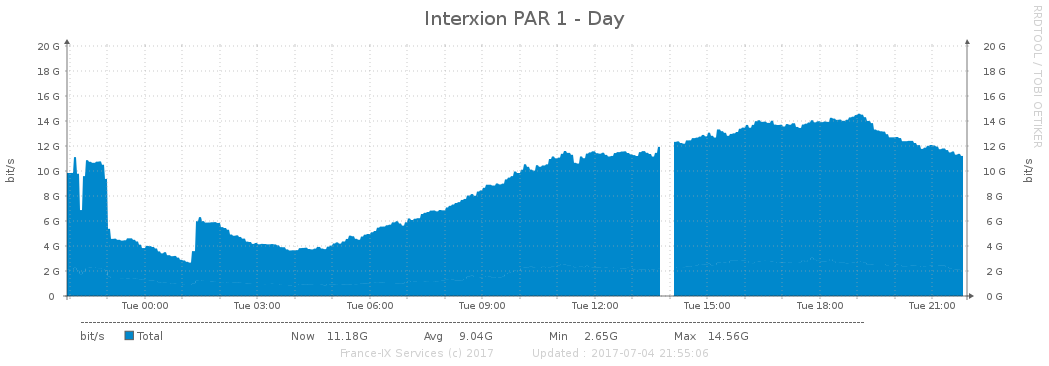 Interxion PAR 1 - Day
RRDTOOL / TOBI OETIKER
20 G 20 G
18 G 18 G
16 G 16 G
14 G 14 G
12 G 12 G
10 G 10 G
8 G 8 G
6 G 6 G
4 G 4 G
2 G 2 G
0 0 G
bit/s
bit/s
Tue 00:00 Tue 03:00 Tue 06:00 Tue 09:00 Tue 12:00 Tue 15:00 Tue 18:00 Tue 21:00
bit/s Total Now 11.18G Avg 9.04G Min 2.65G Max 14.56G
France-IX Services (c) 2017 Updated : 2017-07-04 21:55:06